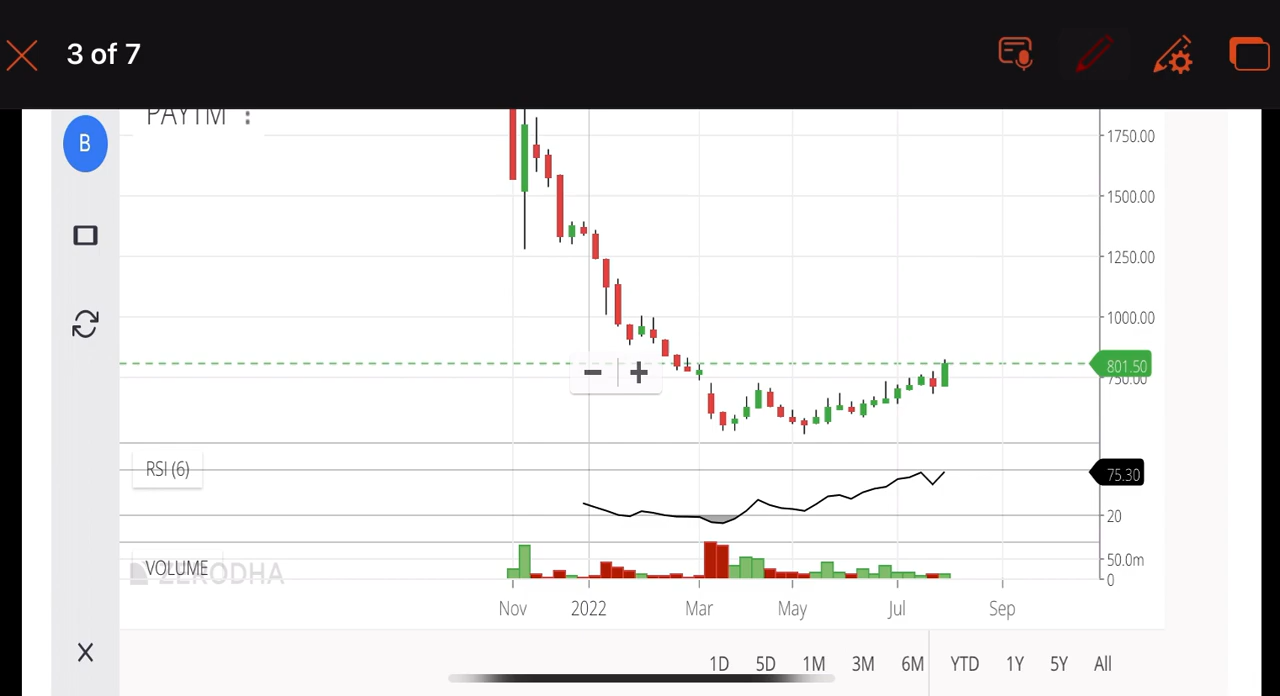 3 of 7
PAYTM
B
1750.00
1500.00
1250.00
1000.00
801.50
750.00
RSI (6)
75.30
20
VOLUME
ZERODHA
50.0m
0
Nov 2022 Mar May Jul Sep
1D 5D 1M 3M 6M YTD 1Y 5Y All